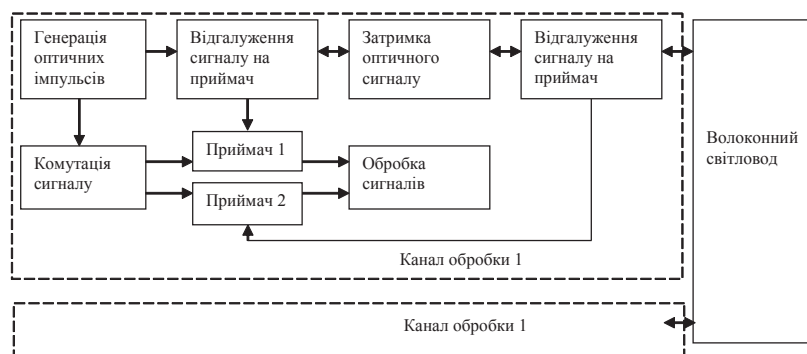 Генерація
оптичних
імпульсів
Відгалуження
сигналу на
приймач
Затримка
оптичного
сигналу
Відгалуження
сигналу на
приймач
Волоконний
світловод
Комутація
сигналу
Приймач 1
Приймач 2
Обробка
сигналів
Канал обробки 1
Канал обробки 1